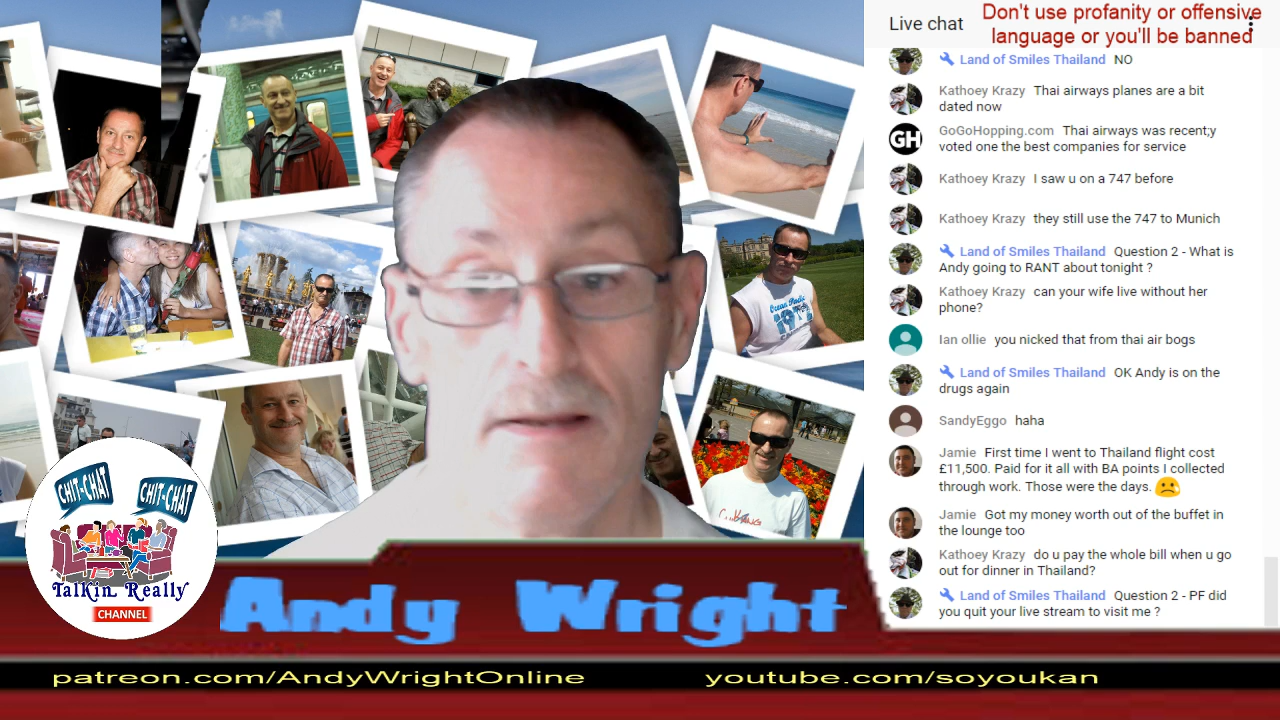 Live chat
Don't use profanity or offensive
language or you'll be banned
Land of Smiles Thailand NO
Kathoey Krazy Thai airways planes are a bit
dated now
GH
GoGoHopping.com Thai airways was recent;y
voted one the best companies for service
Kathoey Krazy I saw u on a 747 before
Kathoey Krazy they still use the 747 to Munich
Land of Smiles Thailand Question 2 - What is
Andy going to RANT about tonight ?
Kathoey Krazy can your wife live without her
phone?
Ian ollie you nicked that from thai air bogs
Land of Smiles Thailand OK Andy is on the
drugs again
SandyEggo haha
Jamie First time I went to Thailand flight cost
£11,500. Paid for it all with BA points I collected
through work. Those were the days.
Jamie Got my money worth out of the buffet in
the lounge too
Kathoey Krazy do u pay the whole bill when u go
out for dinner in Thailand?
Land of Smiles Thailand Question 2 - PF did
you quit your live stream to visit me ?
CHIT-CHAT
CHIT-CHAT
Talkin Really
CHANNEL
Andy Wright
patreon.com/AndyWrightOnline
youtube.com/soyoukan